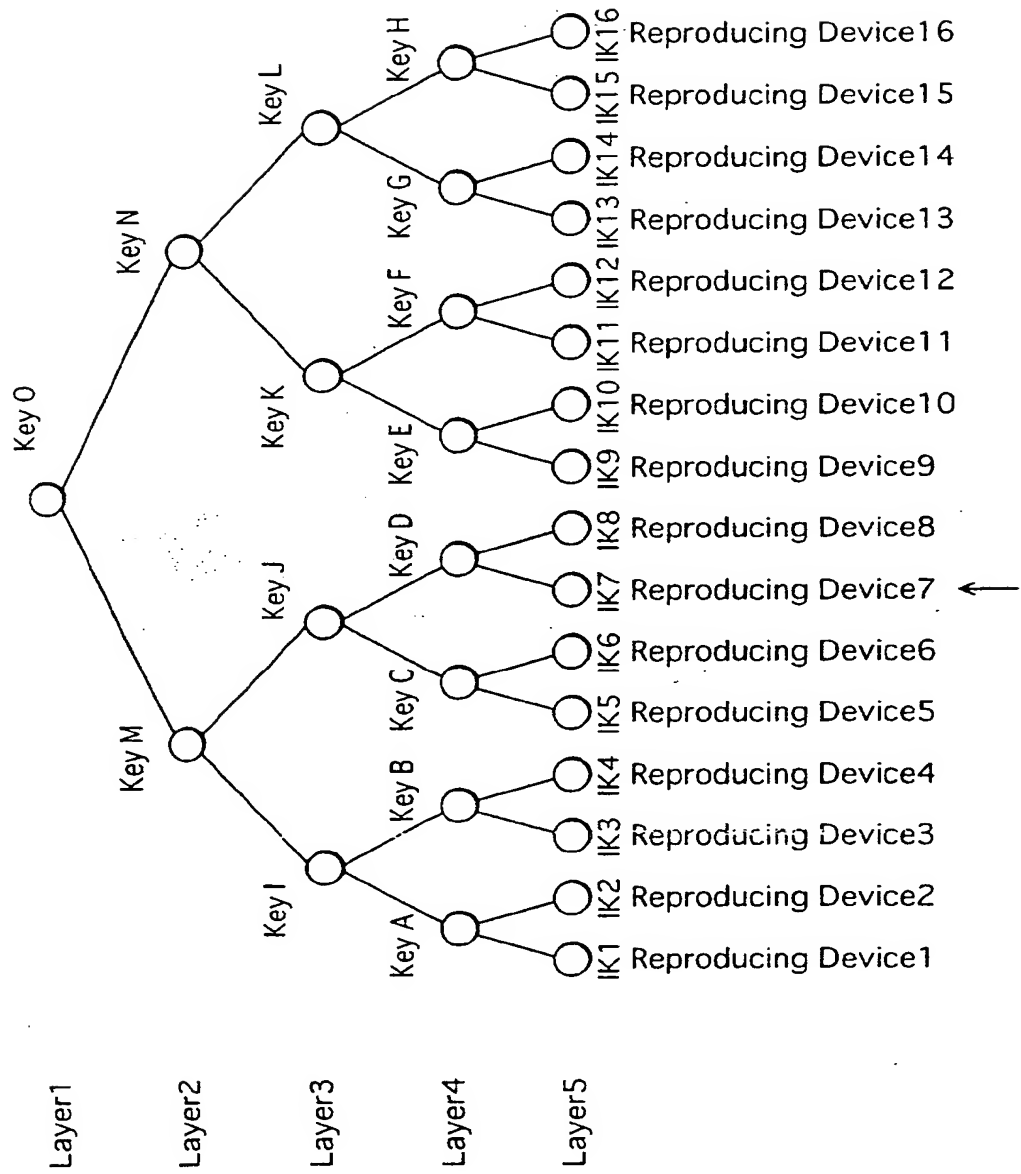 Layer1
Key O
Layer2
Key M
Key N
Layer3
Key I
Key J
Key K
Key L
Layer4
Key A
Key B
Key C
Key D
Key E
Key F
Key G
Key H
Layer5
IK1
IK2
IK3
IK4
IK5
IK6
IK7
IK8
IK9
IK10
IK11
IK12
IK13
IK14
IK15
IK16
Reproducing Device1
Reproducing Device2
Reproducing Device3
Reproducing Device4
Reproducing Device5
Reproducing Device6
Reproducing Device7
Reproducing Device8
Reproducing Device9
Reproducing Device10
Reproducing Device11
Reproducing Device12
Reproducing Device13
Reproducing Device14
Reproducing Device15
Reproducing Device16